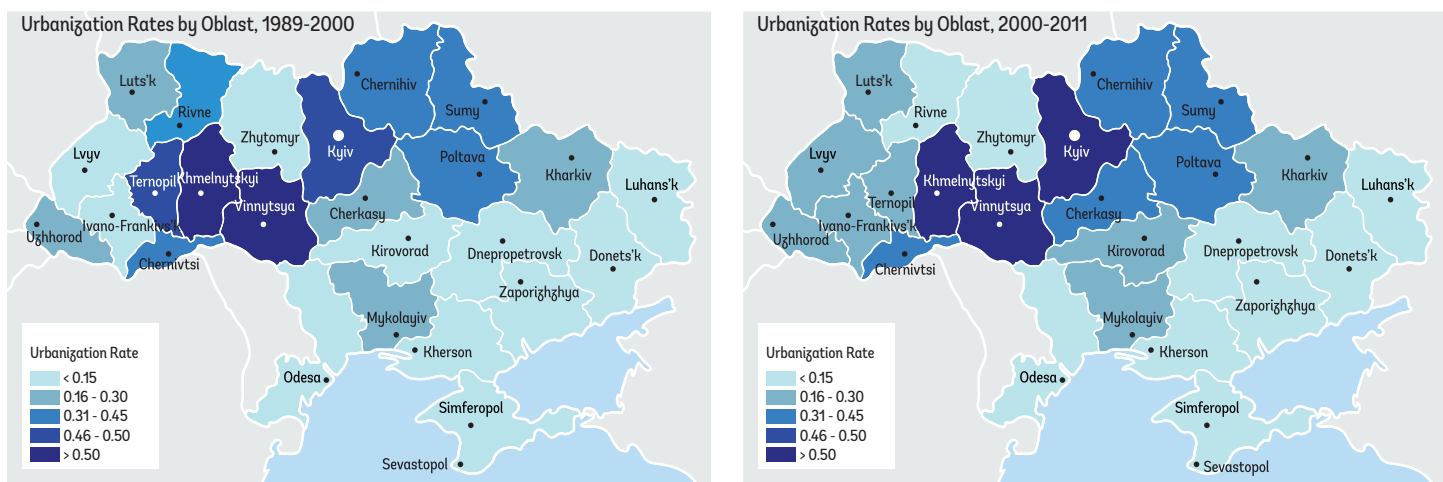 Urbanization Rates by Oblast, 1989-2000
Luts'k
Rivne
Zhytomyr
Kyiv
Chernihiv
Sumy
Lvyv
Ternopil
Khmelnytskyi
Vinnytsya
Poltava
Kharkiv
Luhans'k
Cherkasy
Uzhhorod
Ivano-Frankivs'k
Chernivtsi
Kirovorad
Dnepropetrovsk
Donets'k
Zaporizhzhya
Mykolayiv
Kherson
Odesa
Simferopol
Sevastopol
Urbanization Rate
< 0.15
0.16 - 0.30
0.31 - 0.45
0.46 - 0.50
> 0.50
Urbanization Rates by Oblast, 2000-2011
Luts'k
Rivne
Zhytomyr
Kyiv
Chernihiv
Sumy
Lvyv
Ternopil
Khmelnytskyi
Vinnytsya
Poltava
Kharkiv
Luhans'k
Cherkasy
Uzhhorod
Ivano-Frankivs'k
Chernivtsi
Kirovorad
Dnepropetrovsk
Donets'k
Zaporizhzhya
Mykolayiv
Kherson
Odesa
Simferopol
Sevastopol
Urbanization Rate
< 0.15
0.16 - 0.30
0.31 - 0.45
0.46 - 0.50
> 0.50